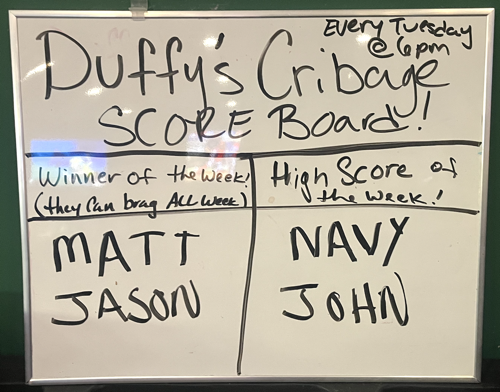 Every Tuesday
@ 6pm
Duffy's Cribage
SCORE Board!
Winner of the Week!
(they Can brag ALL Week)
High Score of
the Week!
MATT
JASON
NAVY
JOHN